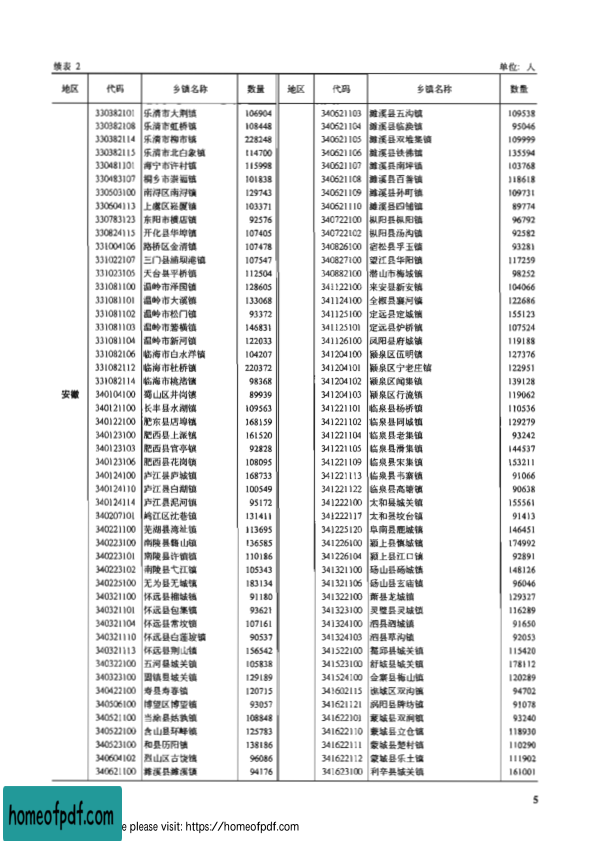 续表 2 单位: 人
地区 代码 乡镇名称 数量 地区 代码 乡镇名称 数量
330382101 乐清市大荆镇 106904 340621103 濉溪县五沟镇 109538
330382108 乐清市虹桥镇 108448 340621104 濉溪县临涣镇 95046
330382114 乐清市柳市镇 228248 340621105 濉溪县双堆集镇 109999
330382115 乐清市北白象镇 114700 340621106 濉溪县铁佛镇 135594
330481101 海宁市许村镇 115998 340621107 濉溪县南坪镇 103768
330483107 桐乡市崇福镇 101838 340621108 濉溪县百善镇 118618
330503100 南浔区南浔镇 129743 340621109 濉溪县孙町镇 109731
330604113 上虞区崧厦镇 103371 340621110 濉溪县四铺镇 89774
330783123 东阳市横店镇 92576 340722100 枞阳县枞阳镇 96792
330824115 开化县华埠镇 107405 340722102 枞阳县汤沟镇 92582
331004106 路桥区金清镇 107478 340826100 宿松县孚玉镇 93281
331022107 三门县浦坝港镇 107547 340827100 望江县华阳镇 117259
331023105 天台县平桥镇 112504 340882100 潜山市梅城镇 98252
331081100 温岭市泽国镇 128605 341122100 来安县新安镇 104066
331081101 温岭市大溪镇 133068 341124100 全椒县襄河镇 122686
331081102 温岭市松门镇 93372 341125100 定远县定城镇 155123
331081103 温岭市箬横镇 146831 341125101 定远县炉桥镇 107524
331081104 温岭市新河镇 122033 341126100 凤阳县府城镇 119188
331082106 临海市白水洋镇 104207 341204100 颍泉区伍明镇 127376
331082112 临海市杜桥镇 220372 341204101 颍泉区宁老庄镇 122951
331082114 临海市桃渚镇 98368 341204102 颍泉区闻集镇 139128
安徽 340104100 蜀山区井岗镇 89939 341204103 颍泉区行流镇 119062
340121100 长丰县水湖镇 109563 341221101 临泉县杨桥镇 110536
340122100 肥东县店埠镇 168159 341221102 临泉县同城镇 129279
340123100 肥西县上派镇 161520 341221104 临泉县老集镇 93242
340123103 肥西县官亭镇 92828 341221105 临泉县滑集镇 144537
340123106 肥西县花岗镇 108095 341221109 临泉县宋集镇 153211
340124100 庐江县庐城镇 168733 341221113 临泉县韦寨镇 91066
340124110 庐江县白湖镇 100549 341221122 临泉县高塘镇 90638
340124114 庐江县泥河镇 95172 341222100 太和县城关镇 155561
340207101 鸠江区沈巷镇 131411 341222117 太和县坟台镇 91413
340221100 芜湖县湾沚镇 113695 341225120 阜南县鹿城镇 146451
340223100 南陵县籍山镇 136585 341226100 颍上县慎城镇 174992
340223101 南陵县许镇镇 110186 341226104 颍上县江口镇 92891
340223102 南陵县弋江镇 105343 341321100 砀山县砀城镇 148126
340225100 无为县无城镇 183134 341321106 砀山县玄庙镇 96046
340321100 怀远县榴城镇 91180 341322100 萧县龙城镇 129327
340321101 怀远县包集镇 93621 341323100 灵璧县灵城镇 116289
340321104 怀远县常坟镇 107161 341324100 泗县泗城镇 91650
340321110 怀远县白莲坡镇 90537 341324103 泗县草沟镇 92053
340321113 怀远县荆山镇 156542 341522100 霍邱县城关镇 115420
340322100 五河县城关镇 105838 341523100 舒城县城关镇 178112
340323100 固镇县城关镇 129189 341524100 金寨县梅山镇 120289
340422100 寿县寿春镇 120715 341602115 谯城区双沟镇 94702
340506100 博望区博望镇 93057 341621121 涡阳县牌坊镇 91078
340521100 当涂县姑孰镇 108848 341622101 蒙城县双涧镇 93240
340522100 含山县环峰镇 125783 341622110 蒙城县立仓镇 118930
340523100 和县历阳镇 138186 341622111 蒙城县楚村镇 110290
340604102 烈山区古饶镇 96086 341622112 蒙城县乐土镇 111902
340621100 濉溪县濉溪镇 94176 341623100 利辛县城关镇 161001
5
homeofpdf.com
e please visit: https://homeofpdf.com